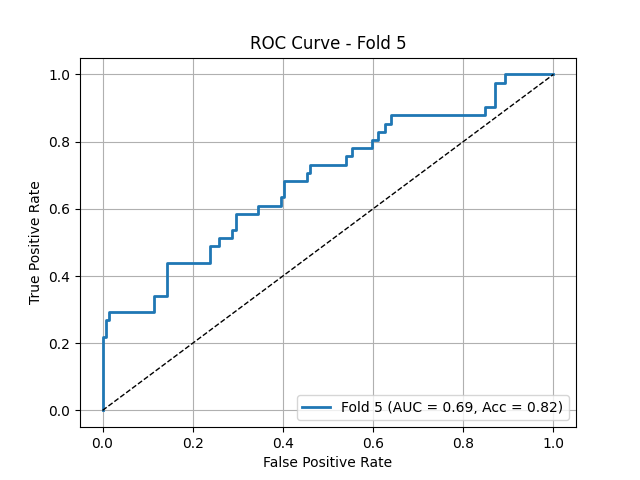 ROC Curve - Fold 5
True Positive Rate
1.0
0.8
0.6
0.4
0.2
0.0
Fold 5 (AUC = 0.69, Acc = 0.82)
0.0 0.2 0.4 0.6 0.8 1.0
False Positive Rate